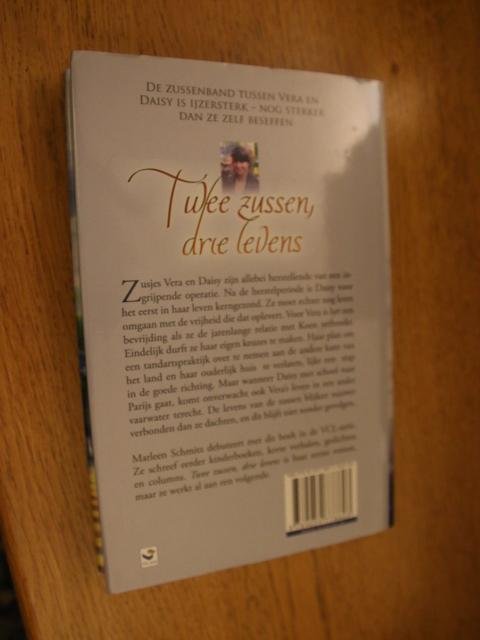 De zussenband tussen Vera en
Daisy is ijzersterk – nog sterker
dan ze zelf beseffen
Twee zussen,
drie levens
Zusjes Vera en Daisy zijn allebei herstellende van een in-
grijpende operatie. Na de herstelperiode is Daisy voor
het eerst in haar leven kerngezond. Ze moet echter nog leren
omgaan met de vrijheid die dat oplevert. Voor Vera is het een
bevrijding als ze de jarenlange relatie met Koen verbreekt.
Eindelijk durft ze haar eigen keuzes te maken. Haar plan om
een tandartspraktijk over te nemen aan de andere kant van
het land en haar ouderlijk huis te verlaten, lijkt een stap
in de goede richting. Maar wanneer Daisy met school naar
Parijs gaat, komt onverwacht ook Vera's leven in een ander
vaarwater terecht. De levens van de zussen blijken nauwer
verbonden dan ze dachten, en dit blijft niet zonder gevolgen.
Marleen Schmitz debuteert met dit boek in de VCL-serie.
Ze schreef eerder kinderboeken, korte verhalen, gedichten
en columns. Twee zussen, drie levens is haar eerste roman,
maar ze werkt al aan een volgende.